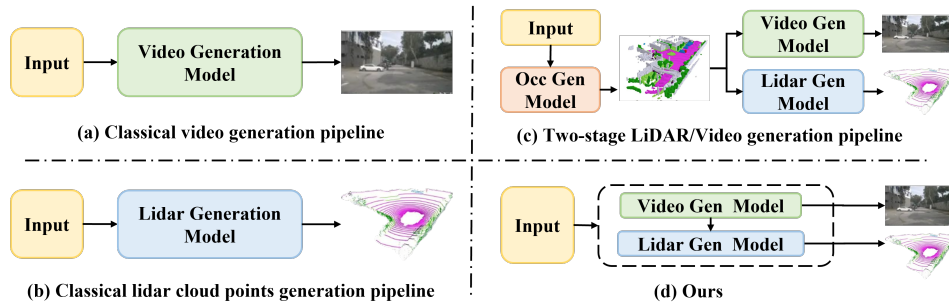 Input
Video Generation
Model
(a) Classical video generation pipeline
Input
Occ Gen
Model
Video Gen
Model
Lidar Gen
Model
(c) Two-stage LiDAR/Video generation pipeline
Input
Lidar Generation
Model
(b) Classical lidar cloud points generation pipeline
Input
Video Gen Model
Lidar Gen Model
(d) Ours